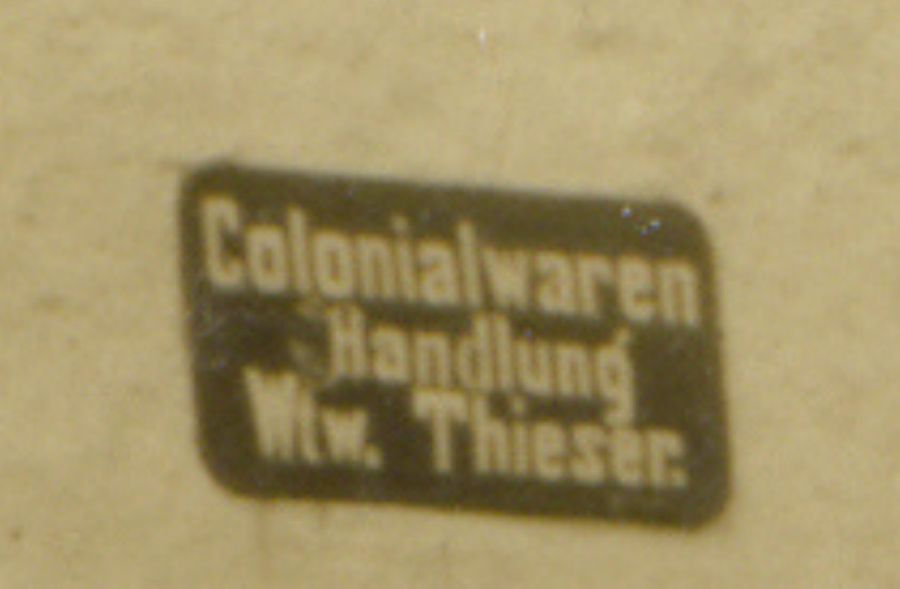 Colonialwaren
Handlung
Wtw. Thieser.